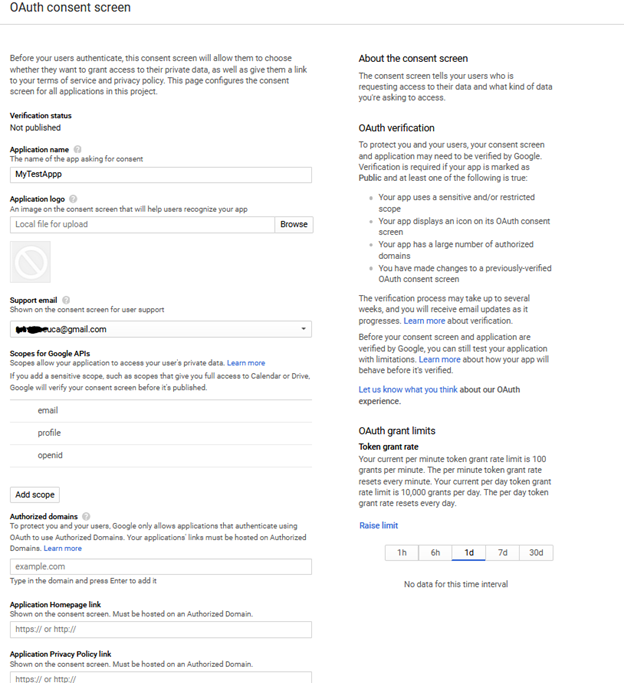 OAuth consent screen
Before your users authenticate, this consent screen will allow them to choose
whether they want to grant access to their private data, as well as give them a link
to your terms of service and privacy policy. This page configures the consent
screen for all applications in this project.
Verification status
Not published
Application name
The name of the app asking for consent
MyTestAppp
Application logo
An image on the consent screen that will help users recognize your app
Local file for upload
Browse
Support email
Shown on the consent screen for user support
uca@gmail.com
Scopes for Google APIs
Scopes allow your application to access your user's private data. Learn more
If you add a sensitive scope, such as scopes that give you full access to Calendar or Drive,
Google will verify your consent screen before it's published.
email
profile
openid
Add scope
Authorized domains
To protect you and your users, Google only allows applications that authenticate using
OAuth to use Authorized Domains. Your applications' links must be hosted on Authorized
Domains. Learn more
example.com
Type in the domain and press Enter to add it
Application Homepage link
Shown on the consent screen. Must be hosted on an Authorized Domain.
https:// or http://
Application Privacy Policy link
Shown on the consent screen. Must be hosted on an Authorized Domain.
https:// or http://
About the consent screen
The consent screen tells your users who is
requesting access to their data and what kind of data
you're asking to access.
OAuth verification
To protect you and your users, your consent screen
and application may need to be verified by Google.
Verification is required if your app is marked as
Public and at least one of the following is true:
Your app uses a sensitive and/or restricted
scope
Your app displays an icon on its OAuth consent
screen
Your app has a large number of authorized
domains
You have made changes to a previously-verified
OAuth consent screen
The verification process may take up to several
weeks, and you will receive email updates as it
progresses. Learn more about verification.
Before your consent screen and application are
verified by Google, you can still test your application
with limitations. Learn more about how your app will
behave before it's verified.
Let us know what you think about our OAuth
experience.
OAuth grant limits
Token grant rate
Your current per minute token grant rate limit is 100
grants per minute. The per minute token grant rate
resets every minute. Your current per day token grant
rate limit is 10,000 grants per day. The per day token
grant rate resets every day.
Raise limit
1h 6h 1d 7d 30d
No data for this time interval